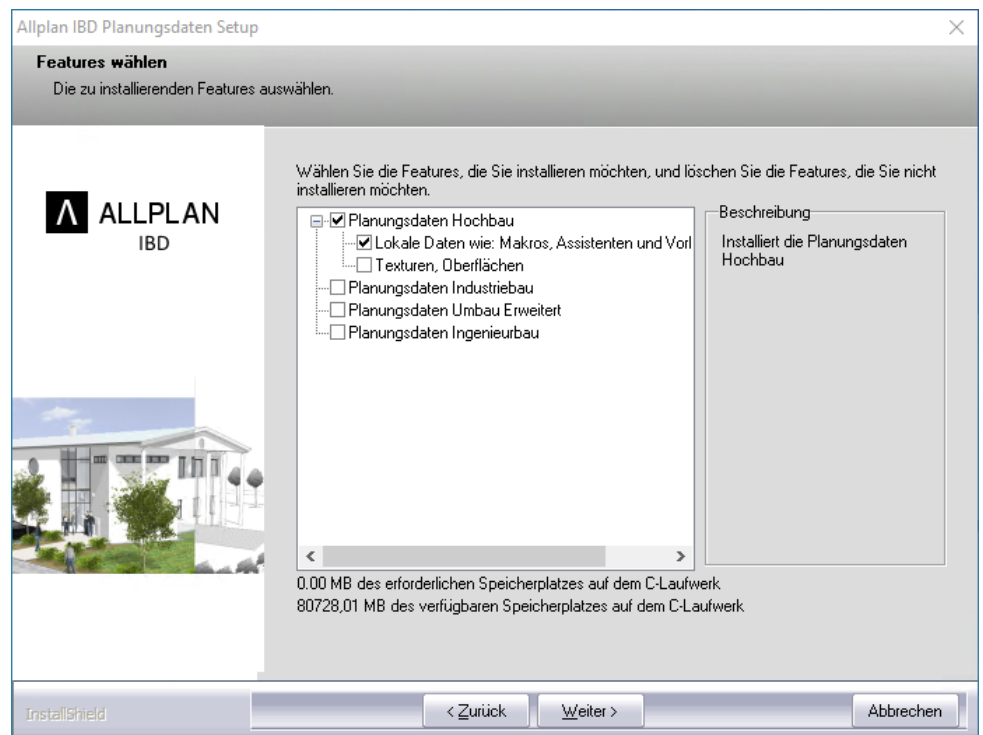 Allplan IBD Planungsdaten Setup
Features wählen
Die zu installierenden Features auswählen.
ALLPLAN
IBD
Wählen Sie die Features, die Sie installieren möchten, und löschen Sie die Features, die Sie nicht
installieren möchten.
Planungsdaten Hochbau
Lokale Daten wie: Makros, Assistenten und Vorl
Texturen, Oberflächen
Planungsdaten Industriebau
Planungsdaten Umbau Erweitert
Planungsdaten Ingenieurbau
Beschreibung
Installiert die Planungsdaten
Hochbau
0.00 MB des erforderlichen Speicherplatzes auf dem C-Laufwerk
80728,01 MB des verfügbaren Speicherplatzes auf dem C-Laufwerk
InstallShield
< Zurück
Weiter >
Abbrechen